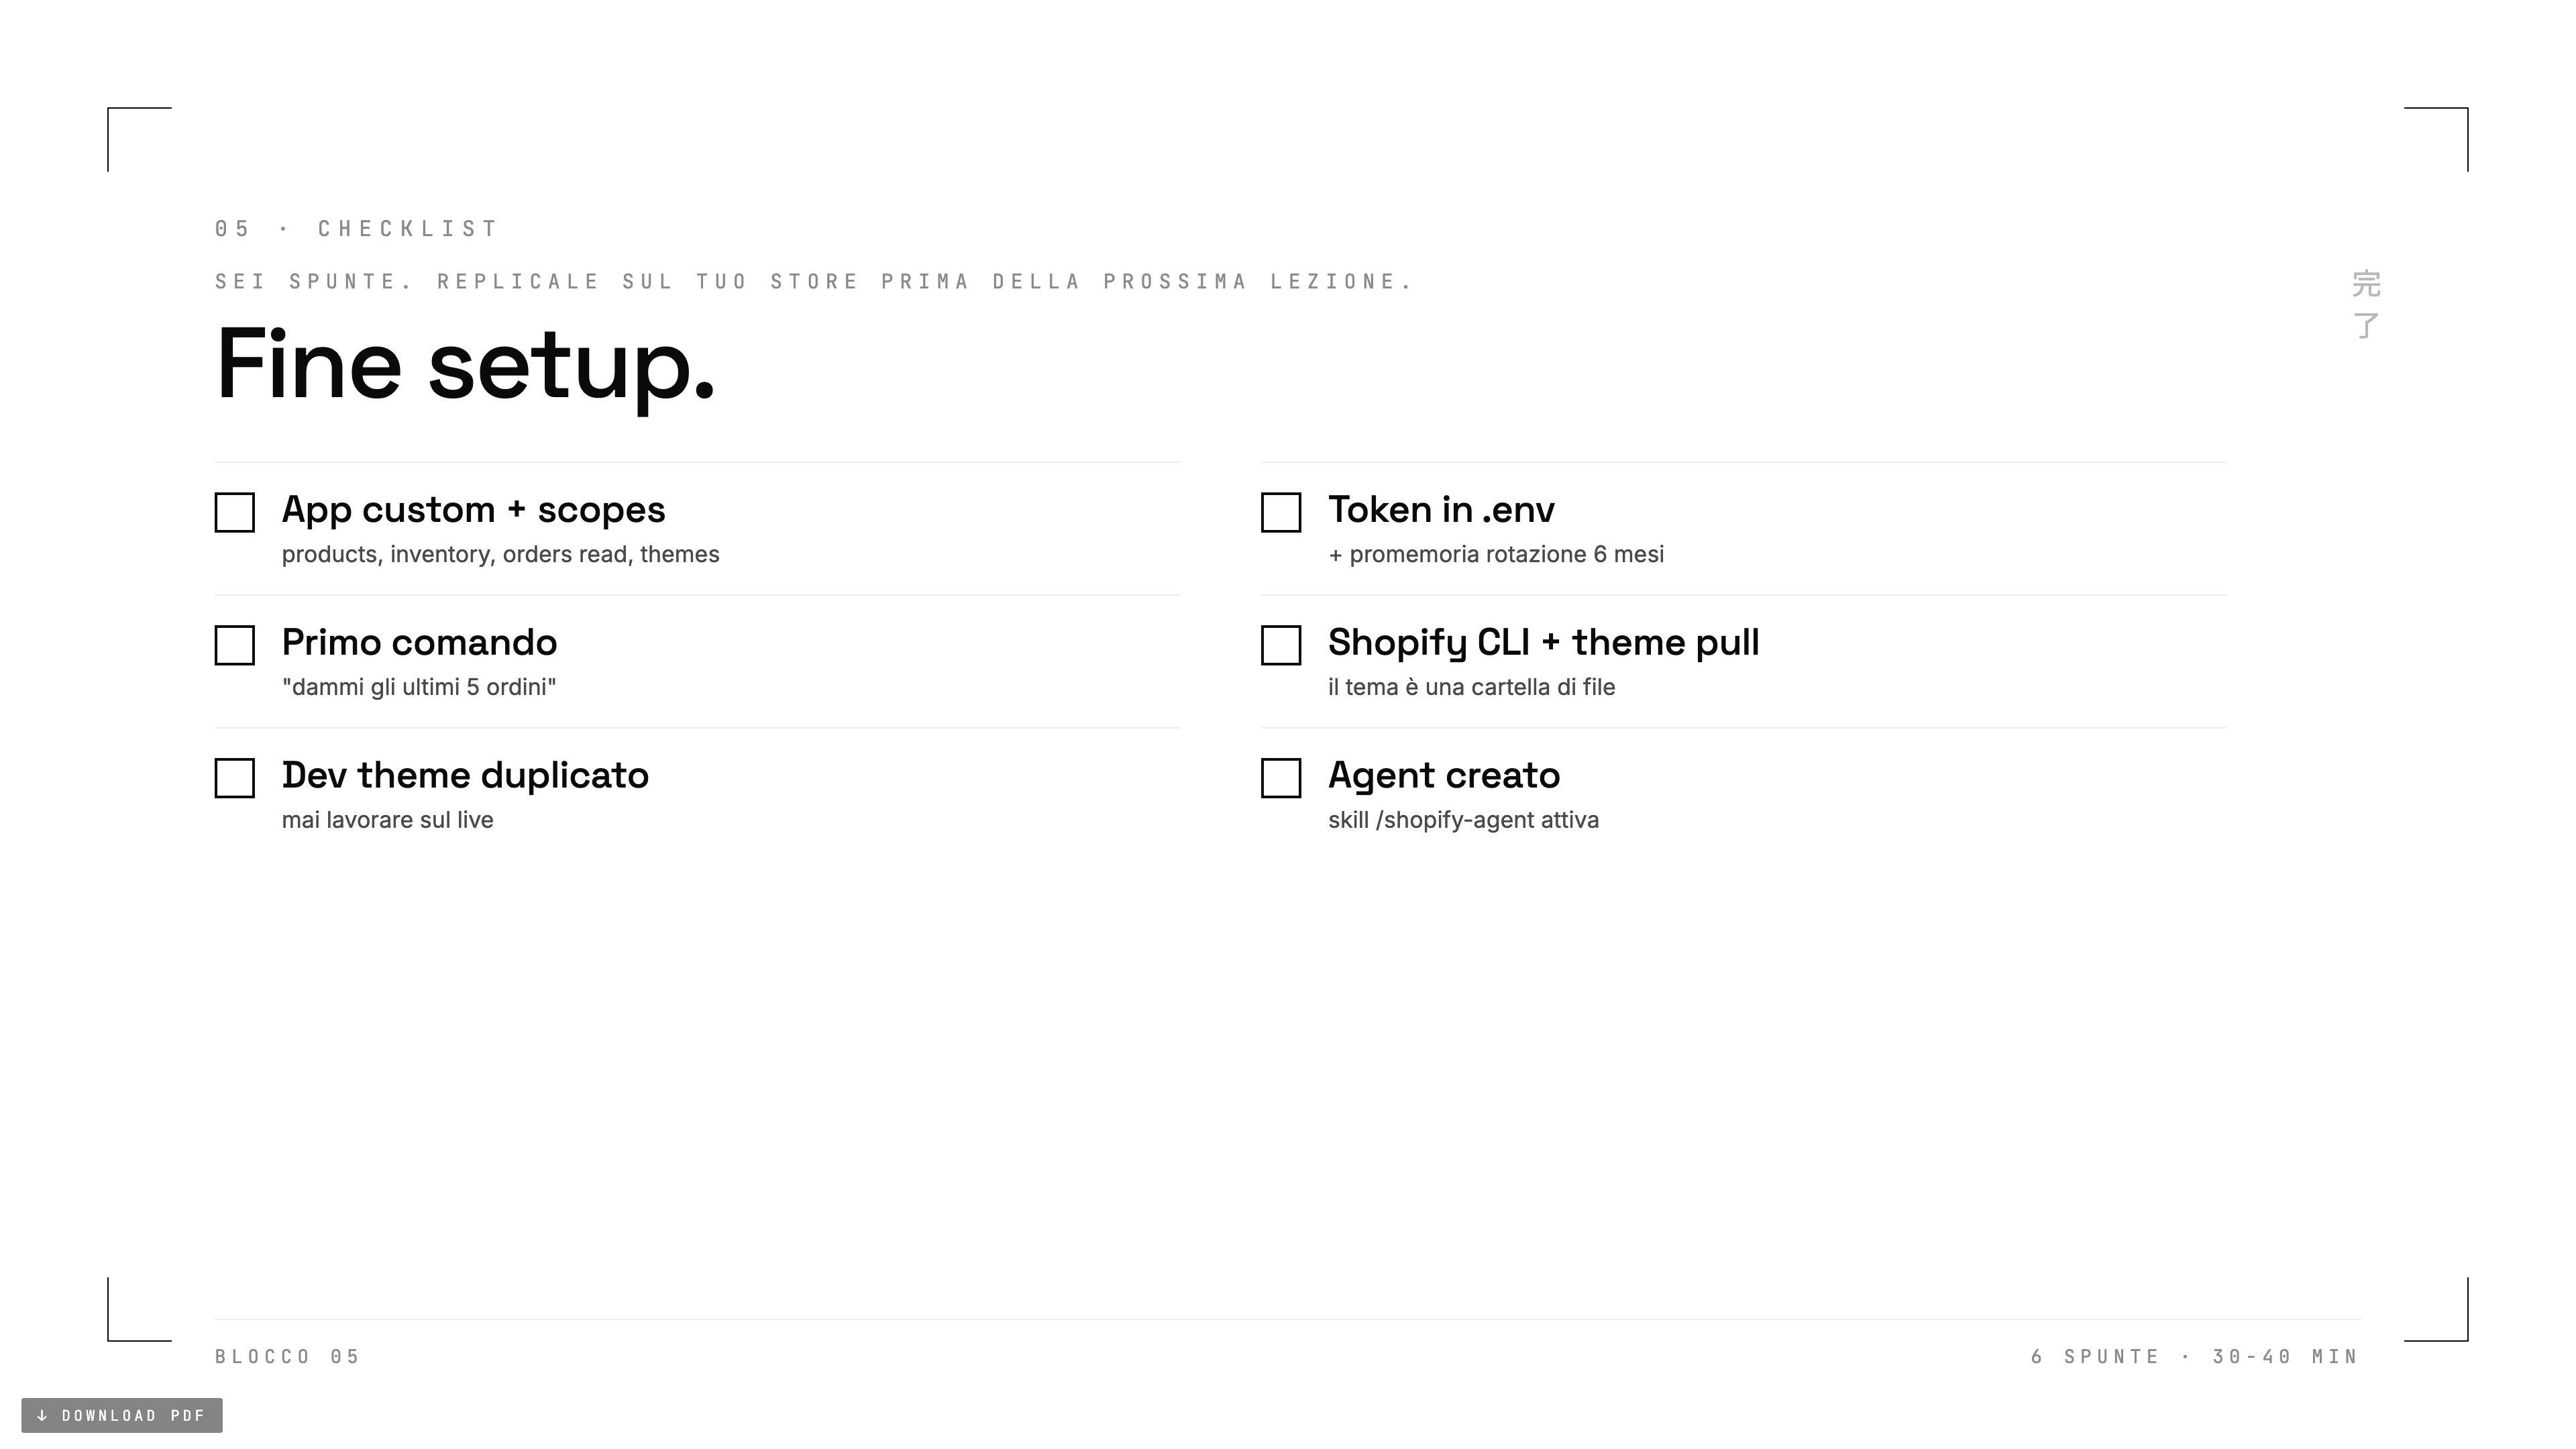 05 · CHECKLIST
SEI SPUNTE. REPLICALE SUL TUO STORE PRIMA DELLA PROSSIMA LEZIONE.
完了
Fine setup.
App custom + scopes
products, inventory, orders read, themes
Token in .env
+ promemoria rotazione 6 mesi
Primo comando
"dammi gli ultimi 5 ordini"
Shopify CLI + theme pull
il tema è una cartella di file
Dev theme duplicato
mai lavorare sul live
Agent creato
skill /shopify-agent attiva
BLOCCO 05
6 SPUNTE · 30-40 MIN
↓ DOWNLOAD PDF